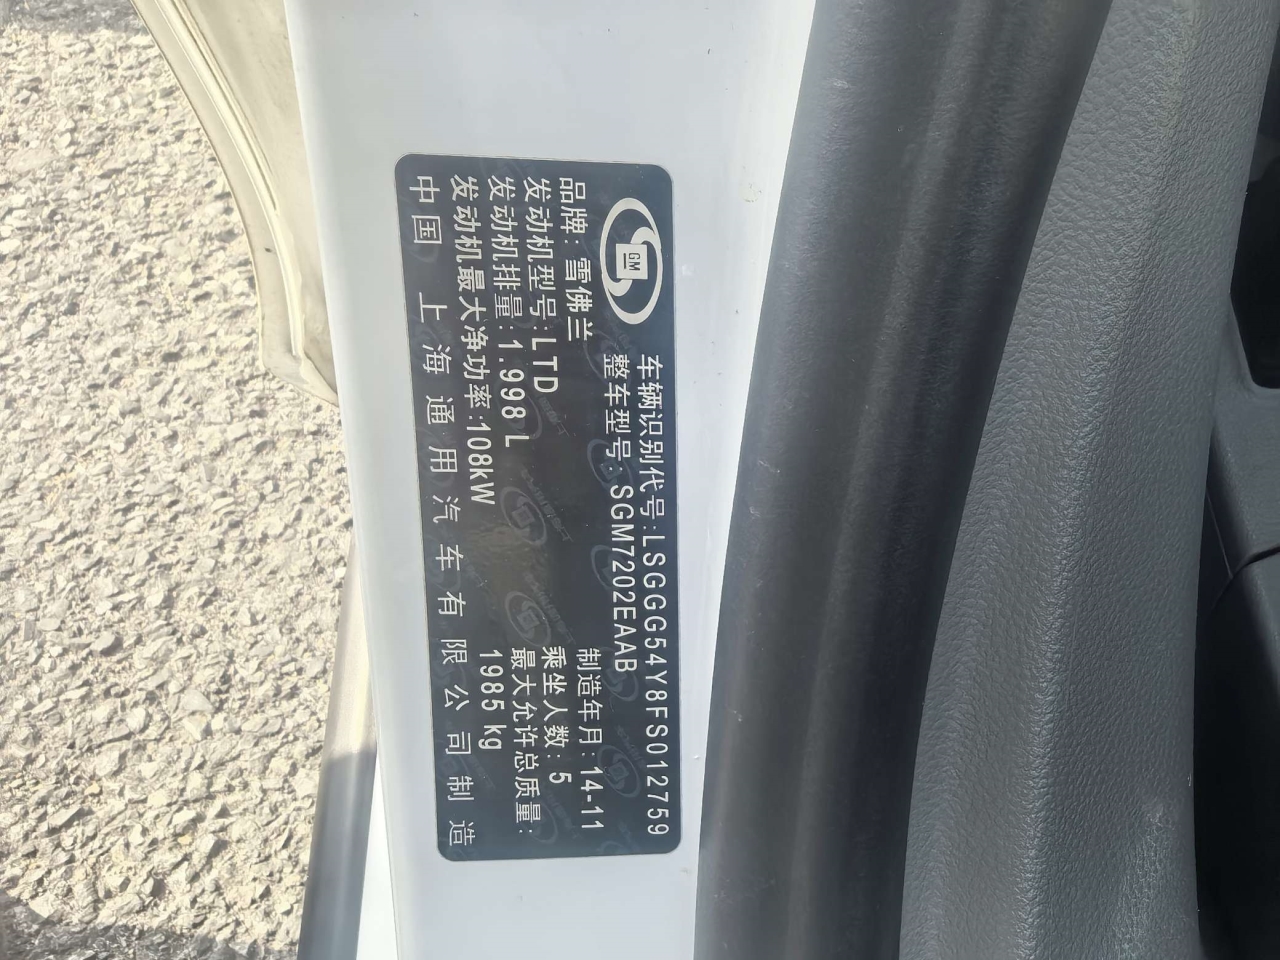 GM
车辆识别代号:LSGGG54Y8FS012759
整车型号:SGM7202EAAB
品牌:雪佛兰
制造年月:14-11
发动机型号:LTD
乘坐人数:5
发动机排量:1.998L
最大允许总质量:
发动机最大净功率:108kW
1985kg
中国 上海通用汽车有限公司制造